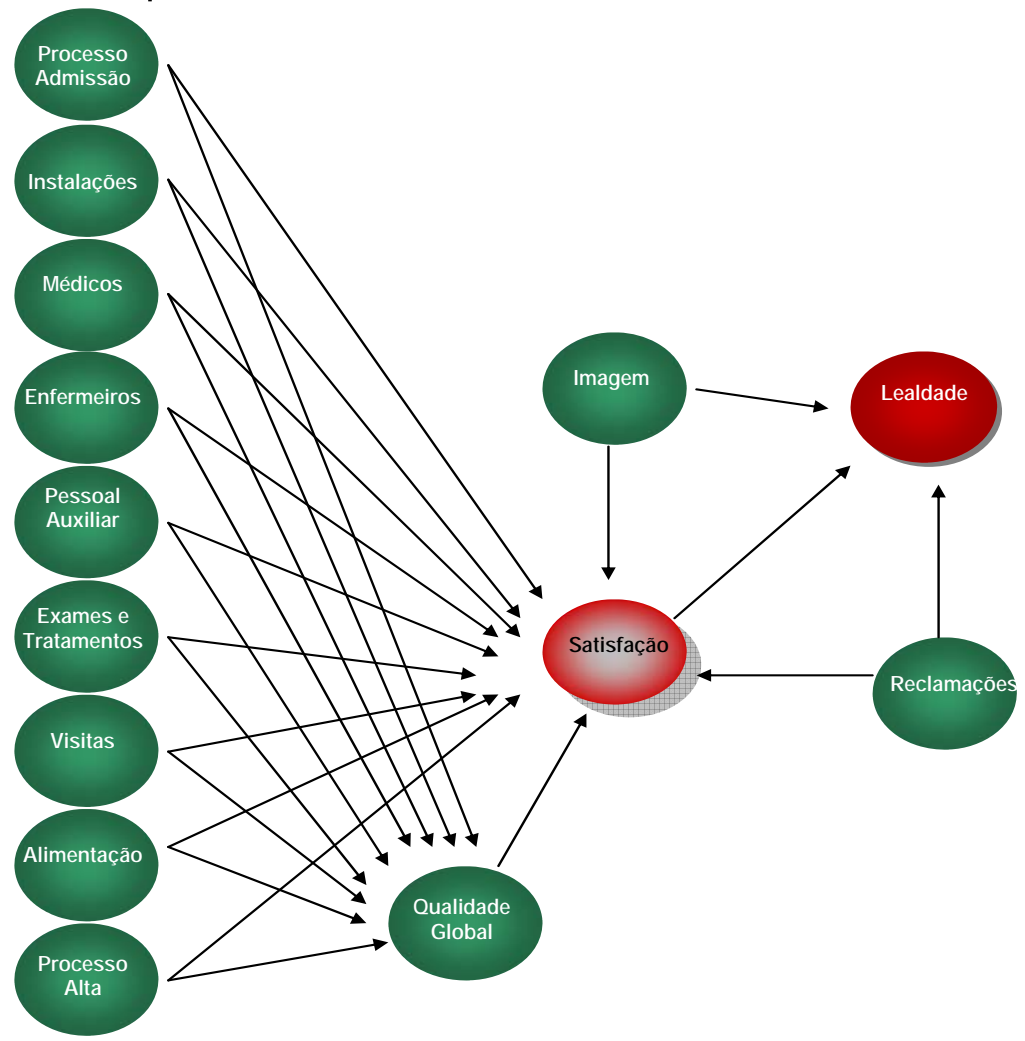 Processo
Admissão
Instalações
Médicos
Enfermeiros
Pessoal
Auxiliar
Exames e
Tratamentos
Visitas
Alimentação
Processo
Alta
Imagem
Lealdade
Satisfação
Reclamações
Qualidade
Global